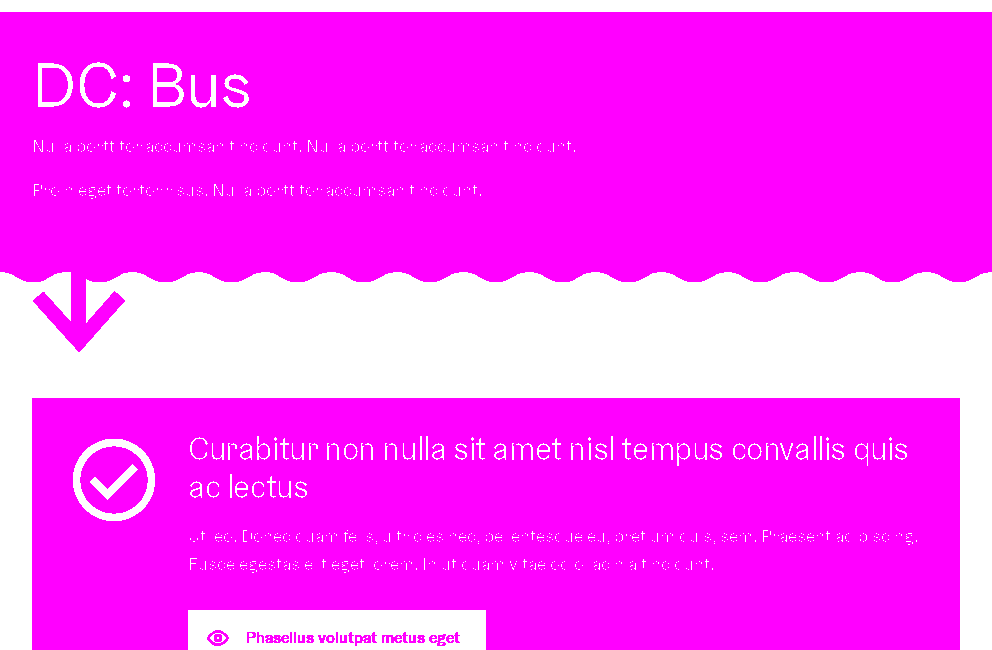 DC: Bus
Nulla porttitor accumsan tincidunt. Nulla porttitor accumsan tincidunt.
Proin eget tortor risus. Nulla porttitor accumsan tincidunt.
Curabitur non nulla sit amet nisl tempus convallis quis
ac lectus
Ut leo. Donec quam felis, ultricies nec, pellentesque eu, pretium quis, sem. Praesent adipiscing.
Fusce egestas elit eget lorem. In ut quam vitae odio lacinia tincidunt.
Phasellus volutpat metus eget